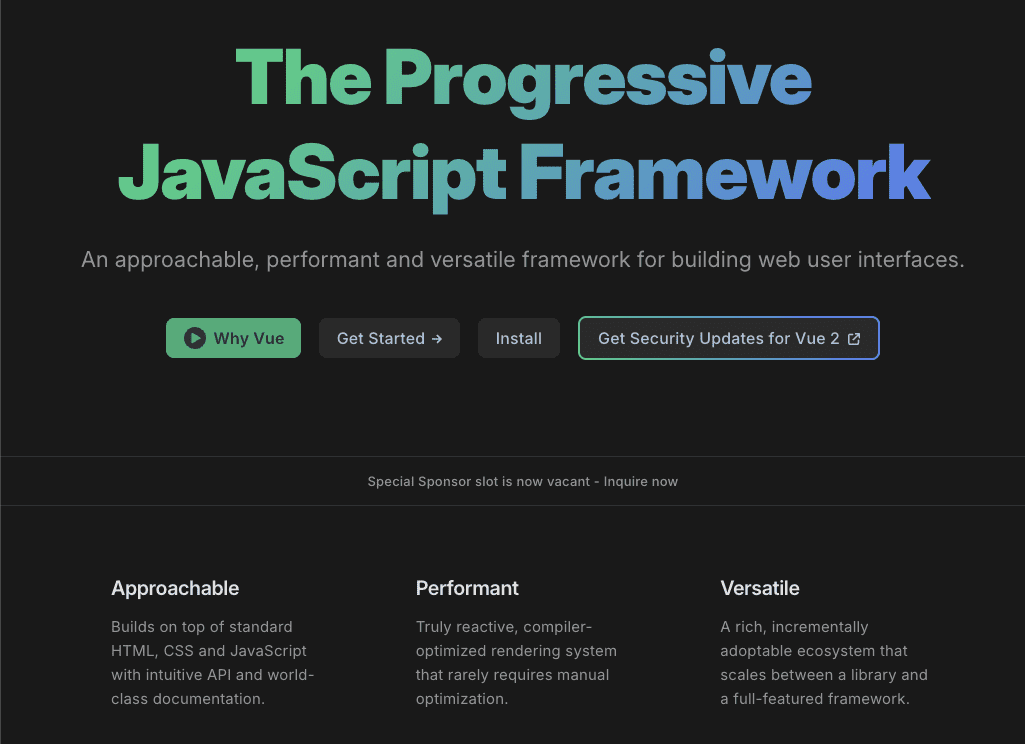 The Progressive
JavaScript Framework
An approachable, performant and versatile framework for building web user interfaces.
Why Vue
Get Started →
Install
Get Security Updates for Vue 2
Special Sponsor slot is now vacant - Inquire now
Approachable
Builds on top of standard
HTML, CSS and JavaScript
with intuitive API and world-
class documentation.
Performant
Truly reactive, compiler-
optimized rendering system
that rarely requires manual
optimization.
Versatile
A rich, incrementally
adoptable ecosystem that
scales between a library and
a full-featured framework.